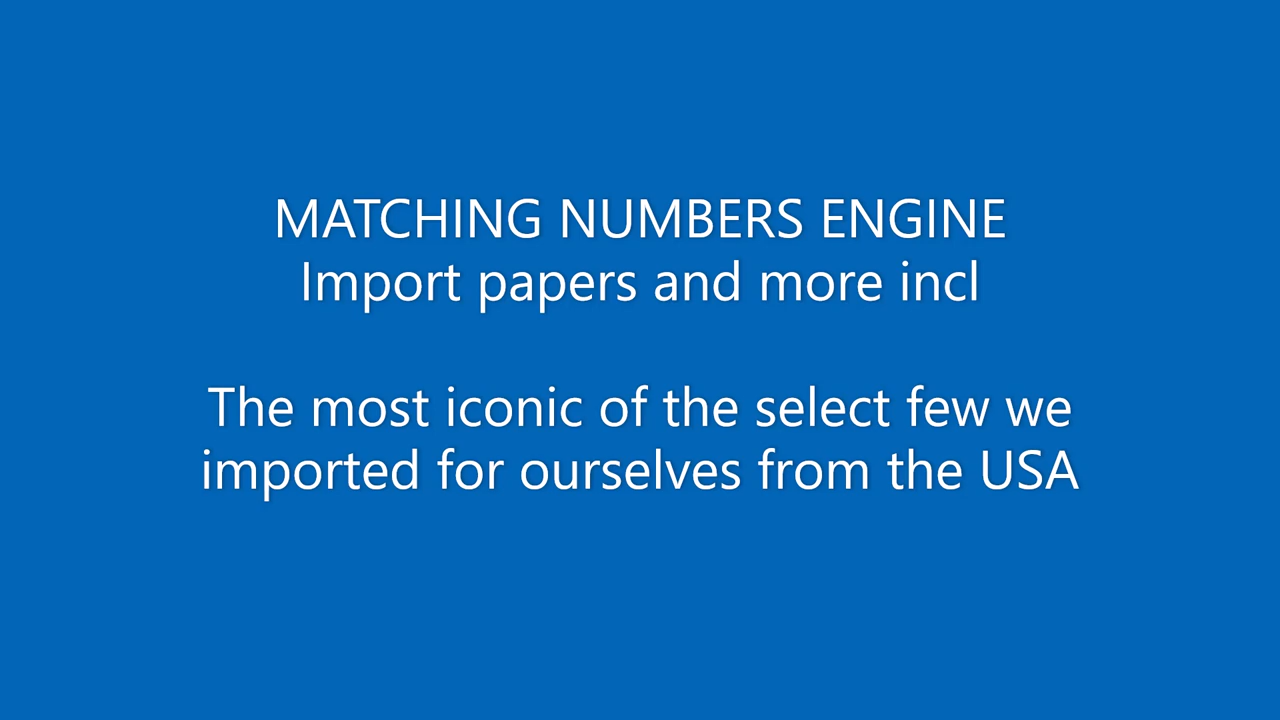 MATCHING NUMBERS ENGINE
Import papers and more incl
The most iconic of the select few we
imported for ourselves from the USA